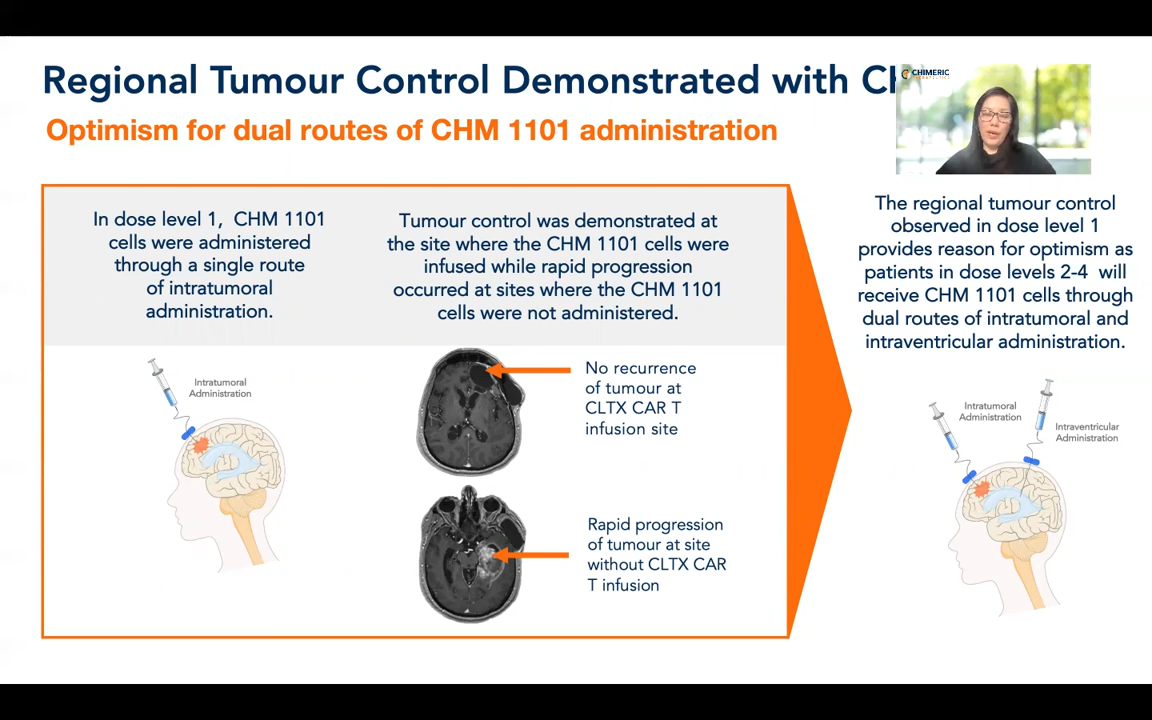 Regional Tumour Control Demonstrated with
CHIMERIC
THERAPEUTICS
Optimism for dual routes of CHM 1101 administration
In dose level 1, CHM 1101
cells were administered
through a single route
of intratumoral
administration.
Tumour control was demonstrated at
the site where the CHM 1101 cells were
infused while rapid progression
occurred at sites where the CHM 1101
cells were not administered.
Intratumoral
Administration
No recurrence
of tumour at
CLTX CAR T
infusion site
Rapid progression
of tumour at site
without CLTX CAR
T infusion
The regional tumour control
observed in dose level 1
provides reason for optimism as
patients in dose levels 2-4 will
receive CHM 1101 cells through
dual routes of intratumoral and
intraventricular administration.
Intratumoral
Administration
Intraventricular
Administration